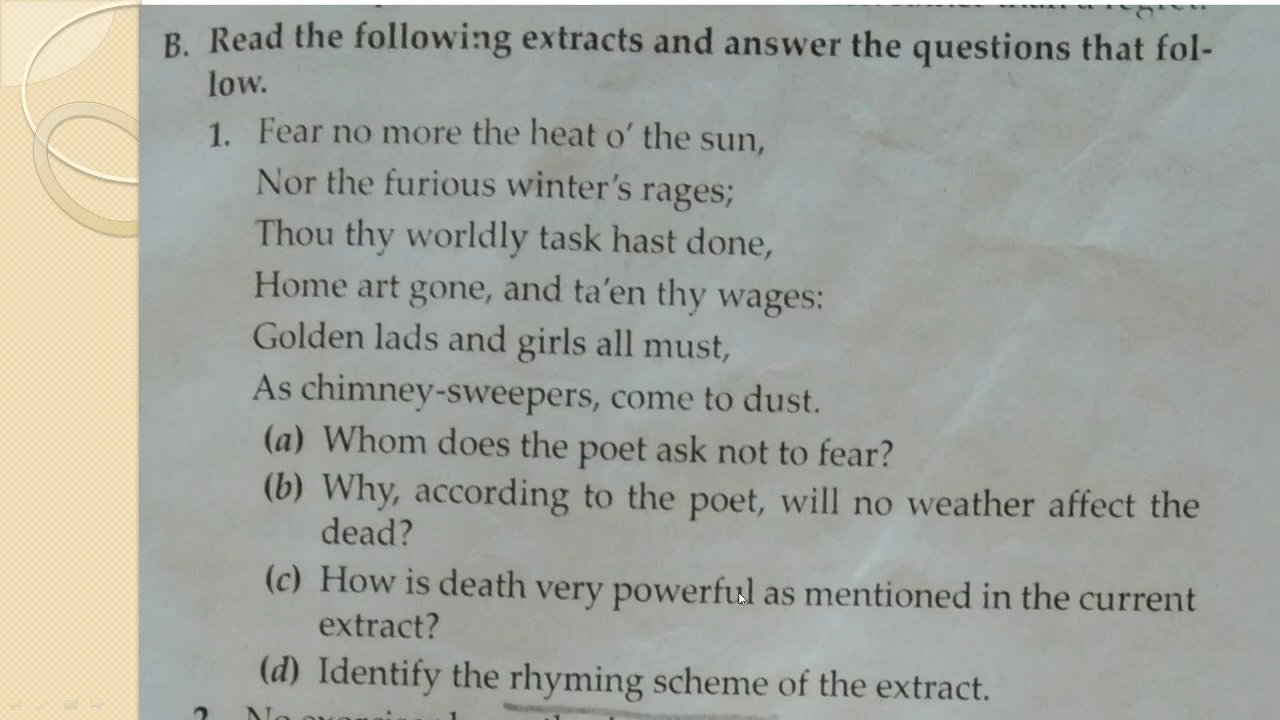 B. Read the following extracts and answer the questions that fol-
low.
1. Fear no more the heat o’ the sun,
Nor the furious winter’s rages;
Thou thy worldly task hast done,
Home art gone, and ta’en thy wages:
Golden lads and girls all must,
As chimney-sweepers, come to dust.
(a) Whom does the poet ask not to fear?
(b) Why, according to the poet, will no weather affect the
dead?
(c) How is death very powerful as mentioned in the current
extract?
(d) Identify the rhyming scheme of the extract.